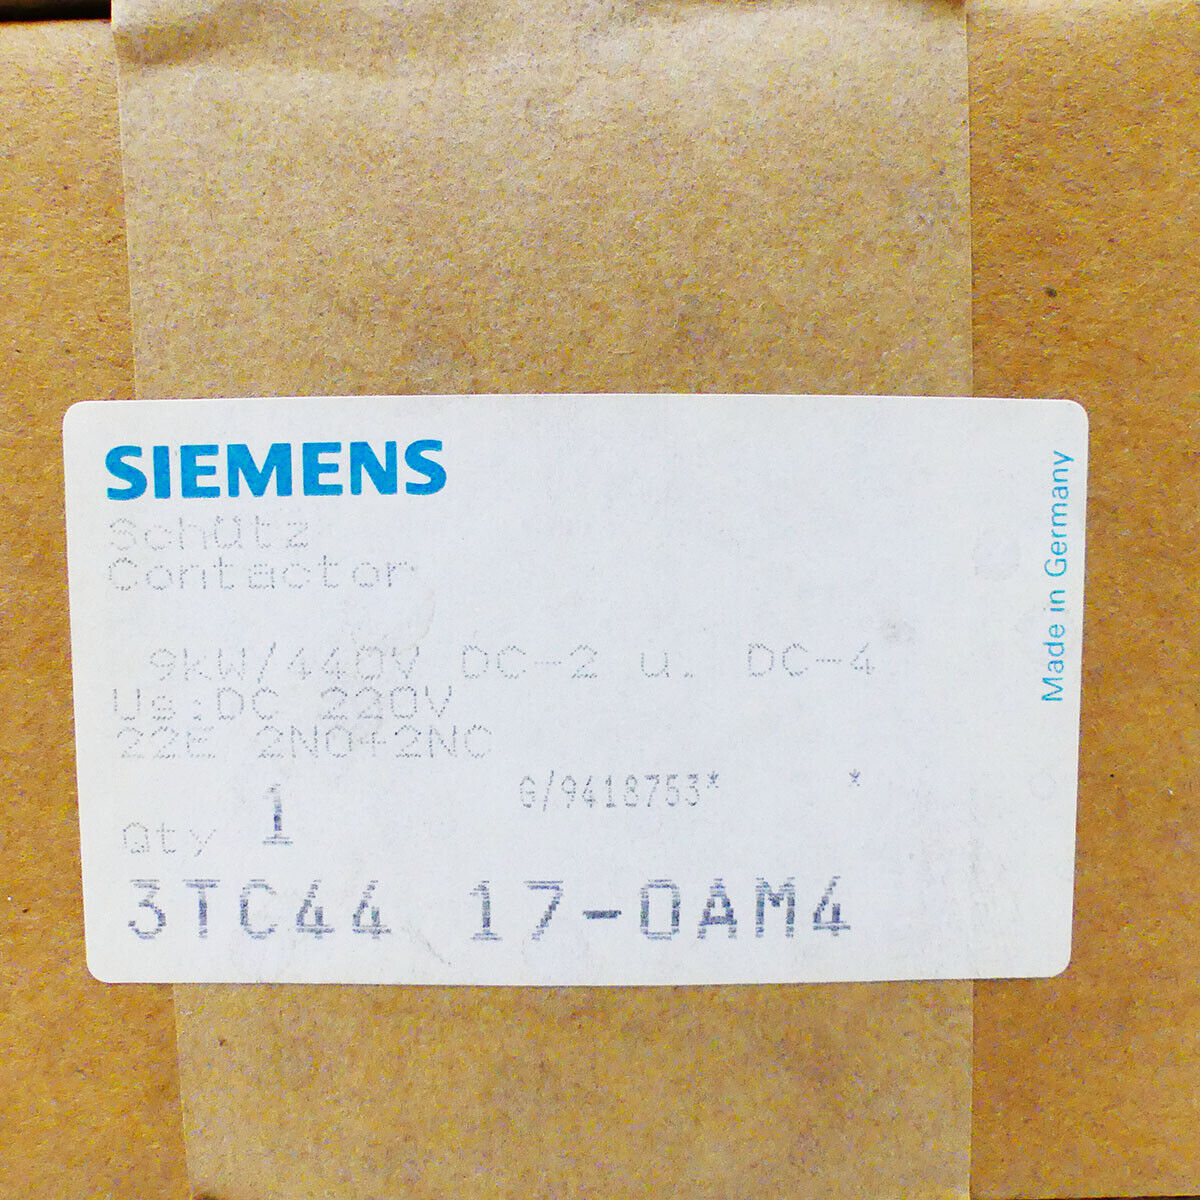 SIEMENS
Schütz
Contactor
9kW/440V DC-2 u. DC-4
Us:DC 220V
22E 2NO+2NC
G/9418753* *
Qty 1
3TC44 17-0AM4
Made in Germany